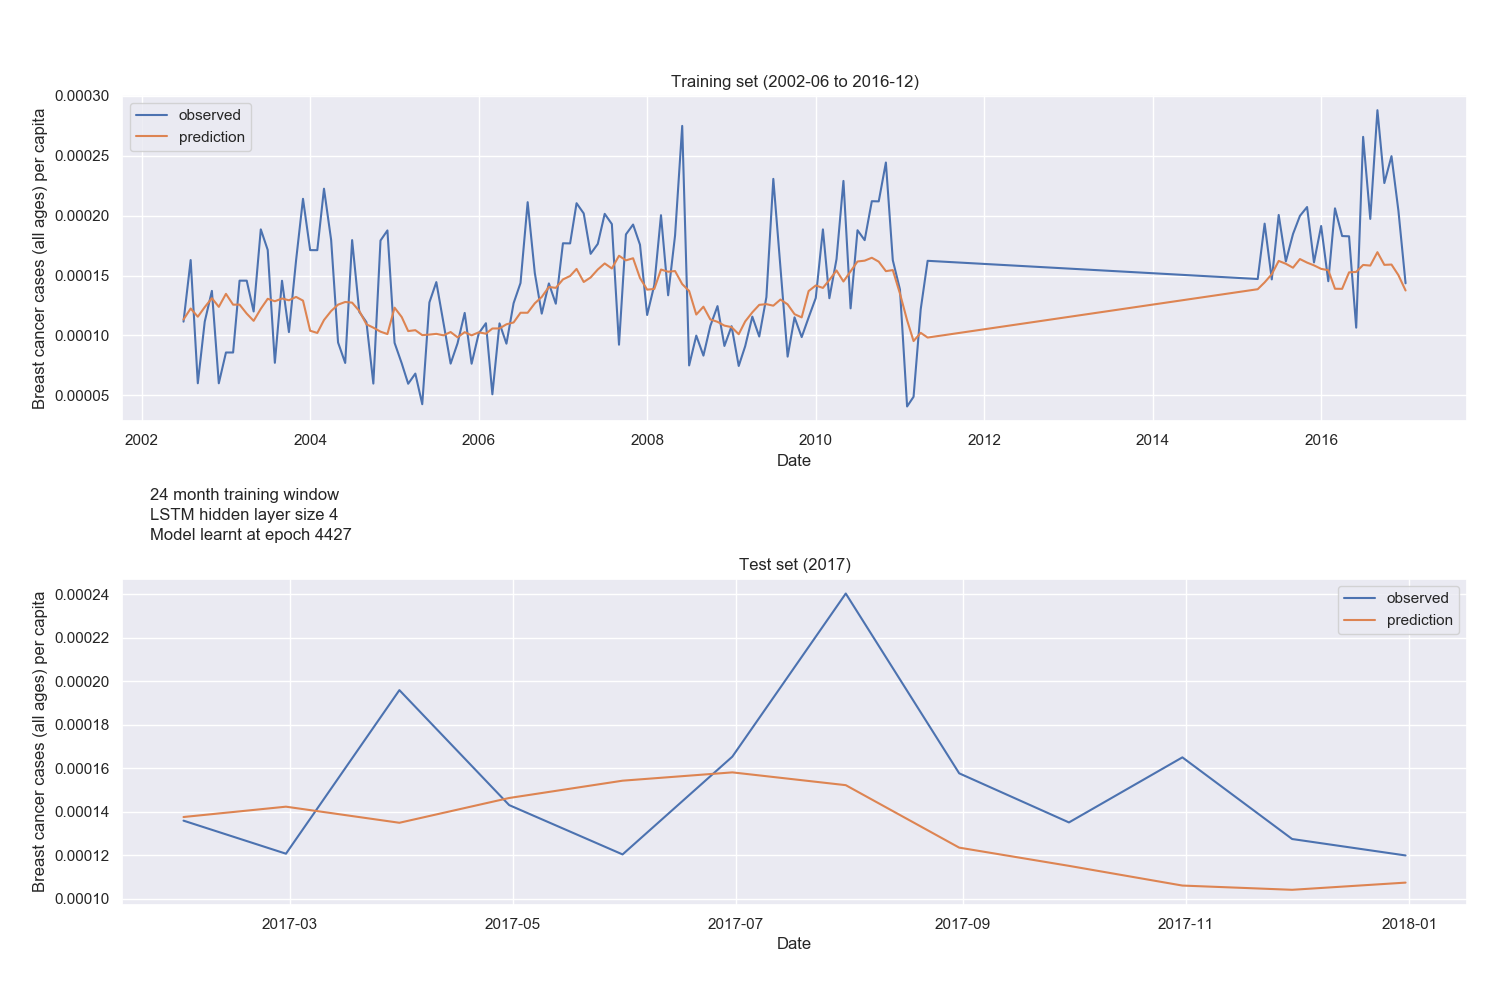 Training set (2002-06 to 2016-12)
Breast cancer cases (all ages) per capita
0.00030
0.00025
0.00020
0.00015
0.00010
0.00005
observed
prediction
2002
2004
2006
2008
2010
2012
2014
2016
Date
24 month training window
LSTM hidden layer size 4
Model learnt at epoch 4427
Test set (2017)
Breast cancer cases (all ages) per capita
0.00024
0.00022
0.00020
0.00018
0.00016
0.00014
0.00012
0.00010
observed
prediction
2017-03
2017-05
2017-07
2017-09
2017-11
2018-01
Date